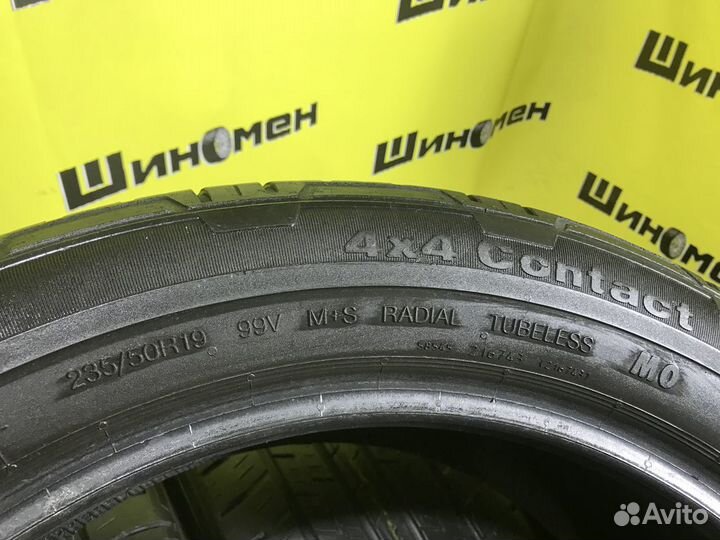 Шиномен
Шиномен
Шиномен
Шиномен
4x4 Contact
235/50R19 99V M+S RADIAL TUBELESS MO
Avito